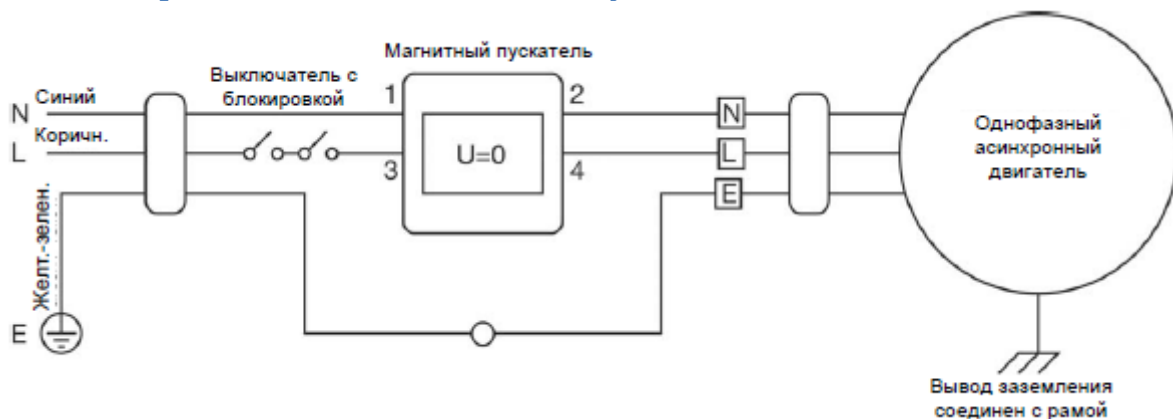 Магнитный пускатель
Выключатель с
блокировкой
N Синий
L Коричн.
Желт.-зелен.
E
1
2
3
4
U=0
N
L
E
Однофазный
асинхронный
двигатель
Вывод заземления
соединен с рамой